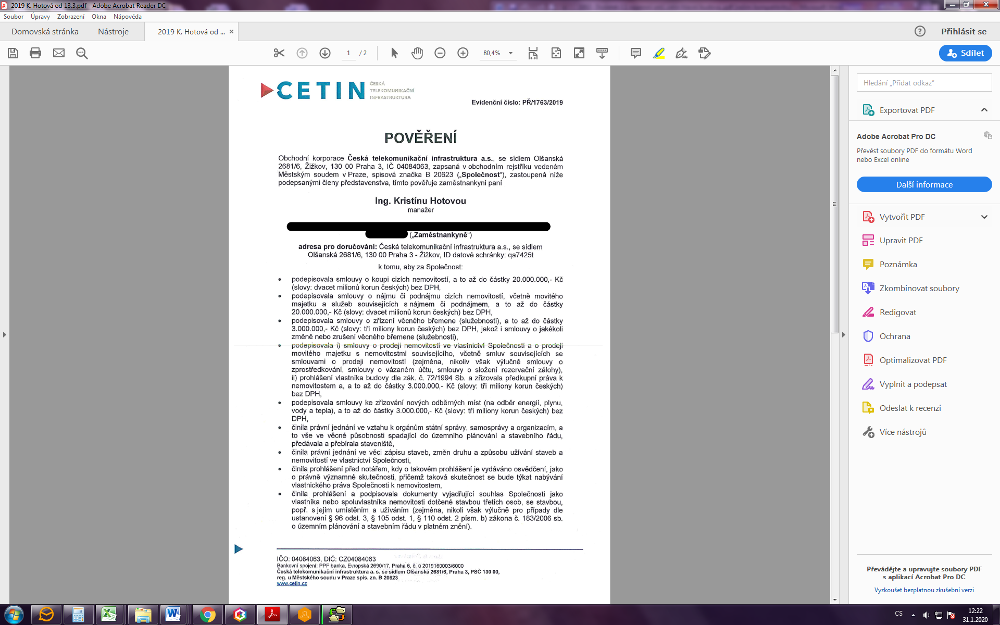 2019 K. Hotová od 13.3.pdf - Adobe Acrobat Reader DC
Soubor Úpravy Zobrazení Okna Nápověda
Domovská stránka Nástroje 2019 K. Hotová od ... × Přihlásit se
1 / 2 80,4% Sdílet
CETIN ČESKÁ
TELEKOMUNIKAČNÍ
INFRASTRUKTURA
Evidenční číslo: PŘ/1763/2019
POVĚŘENÍ
Obchodní korporace Česká telekomunikační infrastruktura a.s., se sídlem Olšanská
2681/6, Žižkov, 130 00 Praha 3, IČ 04084063, zapsaná v obchodním rejstříku vedeném
Městským soudem v Praze, spisová značka B 20623 („Společnost“), zastoupená níže
podepsanými členy představenstva, tímto pověřuje zaměstnankyni paní
Ing. Kristínu Hotovou
manažer
(„Zaměstnankyně“)
adresa pro doručování: Česká telekomunikační infrastruktura a.s., se sídlem
Olšanská 2681/6, 130 00 Praha 3 - Žižkov, ID datové schránky: qa7425t
k tomu, aby za Společnost:
• podepisovala smlouvy o koupi cizích nemovitostí, a to až do částky 20.000.000,- Kč
(slovy: dvacet milionů korun českých) bez DPH,
• podepisovala smlouvy o nájmu či podnájmu cizích nemovitostí, včetně movitého
majetku a služeb souvisejících s nájmem či podnájmem, a to až do částky
20.000.000,- Kč (slovy: dvacet milionů korun českých) bez DPH,
• podepisovala smlouvy o zřízení věcného břemene (služebnosti), a to až do částky
3.000.000,- Kč (slovy: tři miliony korun českých) bez DPH, jakož i smlouvy o jakékoli
změně nebo zrušení věcného břemene (služebnosti),
• podepisovala i) smlouvy o prodeji nemovitostí ve vlastnictví Společnosti a o prodeji
movitého majetku s nemovitostmi souvisejícího, včetně smluv souvisejících se
smlouvami o prodeji nemovitostí (zejména, nikoliv však výlučně smlouvy o
zprostředkování, smlouvy o vázaném účtu, smlouvy o složení rezervační zálohy),
ii) prohlášení vlastníka budovy dle zák. č. 72/1994 Sb. a zřizovala předkupní práva k
nemovitostem a, a to až do částky 3.000.000,- Kč (slovy: tři miliony korun českých)
bez DPH,
• podepisovala smlouvy ke zřizování nových odběrných míst (na odběr energií, plynu,
vody a tepla), a to až do částky 3.000.000,- Kč (slovy: tři miliony korun českých) bez
DPH,
• činila právní jednání ve vztahu k orgánům státní správy, samosprávy a organizacím, a
to vše ve věcné působnosti spadající do územního plánování a stavebního řádu,
předávala a přebírala staveniště,
• činila právní jednání ve věci zápisu staveb, změn druhu a způsobu užívání staveb a
nemovitostí ve vlastnictví Společnosti,
• činila prohlášení před notářem, kdy o takovém prohlášení je vydáváno osvědčení, jako
o právně významné skutečnosti, přičemž taková skutečnost se bude týkat nabývání
vlastnického práva Společnosti k nemovitostem,
• činila prohlášení a podpisovala dokumenty vyjadřující souhlas Společnosti jako
vlastníka nebo spoluvlastníka nemovitosti dotčené stavbou třetích osob, se stavbou,
popř. s jejím umístěním a užíváním (zejména, nikoli však výlučně pro případy dle
ustanovení § 96 odst. 3, § 105 odst. 1, § 110 odst. 2 písm. b) zákona č. 183/2006 sb.
o územním plánování a stavebním řádu v platném znění).
IČO: 04084063, DIČ: CZ04084063
Bankovní spojení: PPF banka, Evropská 2690/17, Praha 6, č. ú 2019160003/6000
Česká telekomunikační infrastruktura a. s. se sídlem Olšanská 2681/6, Praha 3, PSČ 130 00,
reg. u Městského soudu v Praze spis. zn. B 20623
www.cetin.cz
Hledání „Přidat odkaz“
Exportovat PDF
Adobe Acrobat Pro DC
Převést soubory PDF do formátu Word
nebo Excel online
Další informace
Vytvořit PDF
Upravit PDF
Poznámka
Zkombinovat soubory
Redigovat
Ochrana
Optimalizovat PDF
Vyplnit a podepsat
Odeslat k recenzi
Více nástrojů
Převádějte a upravujte soubory PDF
s aplikací Acrobat Pro DC
Vyzkoušet bezplatnou zkušební verzi
CS 12:22
31.1.2020